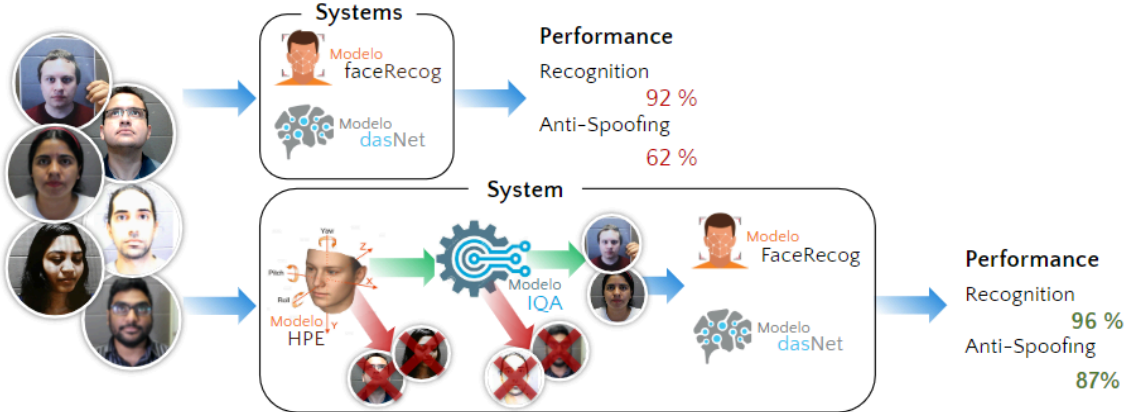 Systems
Modelo
faceRecog
Modelo
dasNet
Performance
Recognition
92 %
Anti-Spoofing
62 %
System
Yaw
Z
Pitch
X
Roll
Y
Modelo
HPE
Modelo
IQA
Modelo
FaceRecog
Modelo
dasNet
Performance
Recognition
96 %
Anti-Spoofing
87%